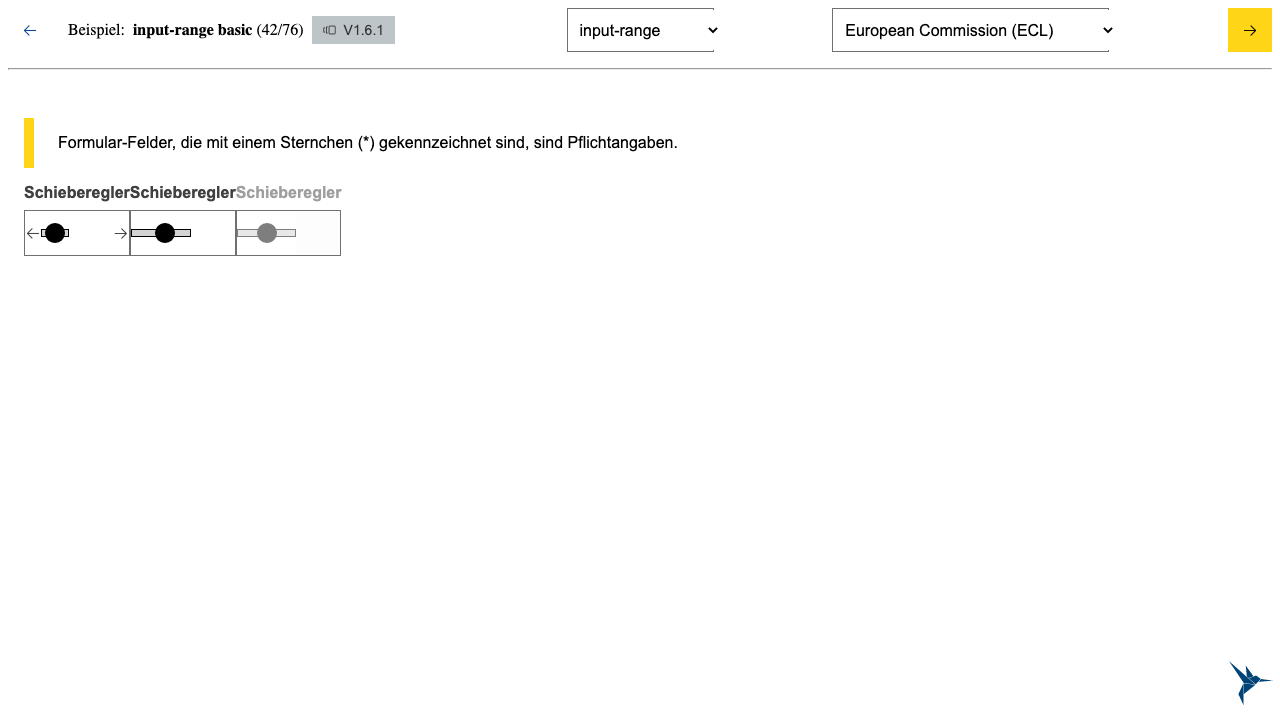 Beispiel: input-range basic (42/76) V1.6.1 input-range European Commission (ECL)
Formular-Felder, die mit einem Sternchen (*) gekennzeichnet sind, sind Pflichtangaben.
Schieberegler Schieberegler Schieberegler